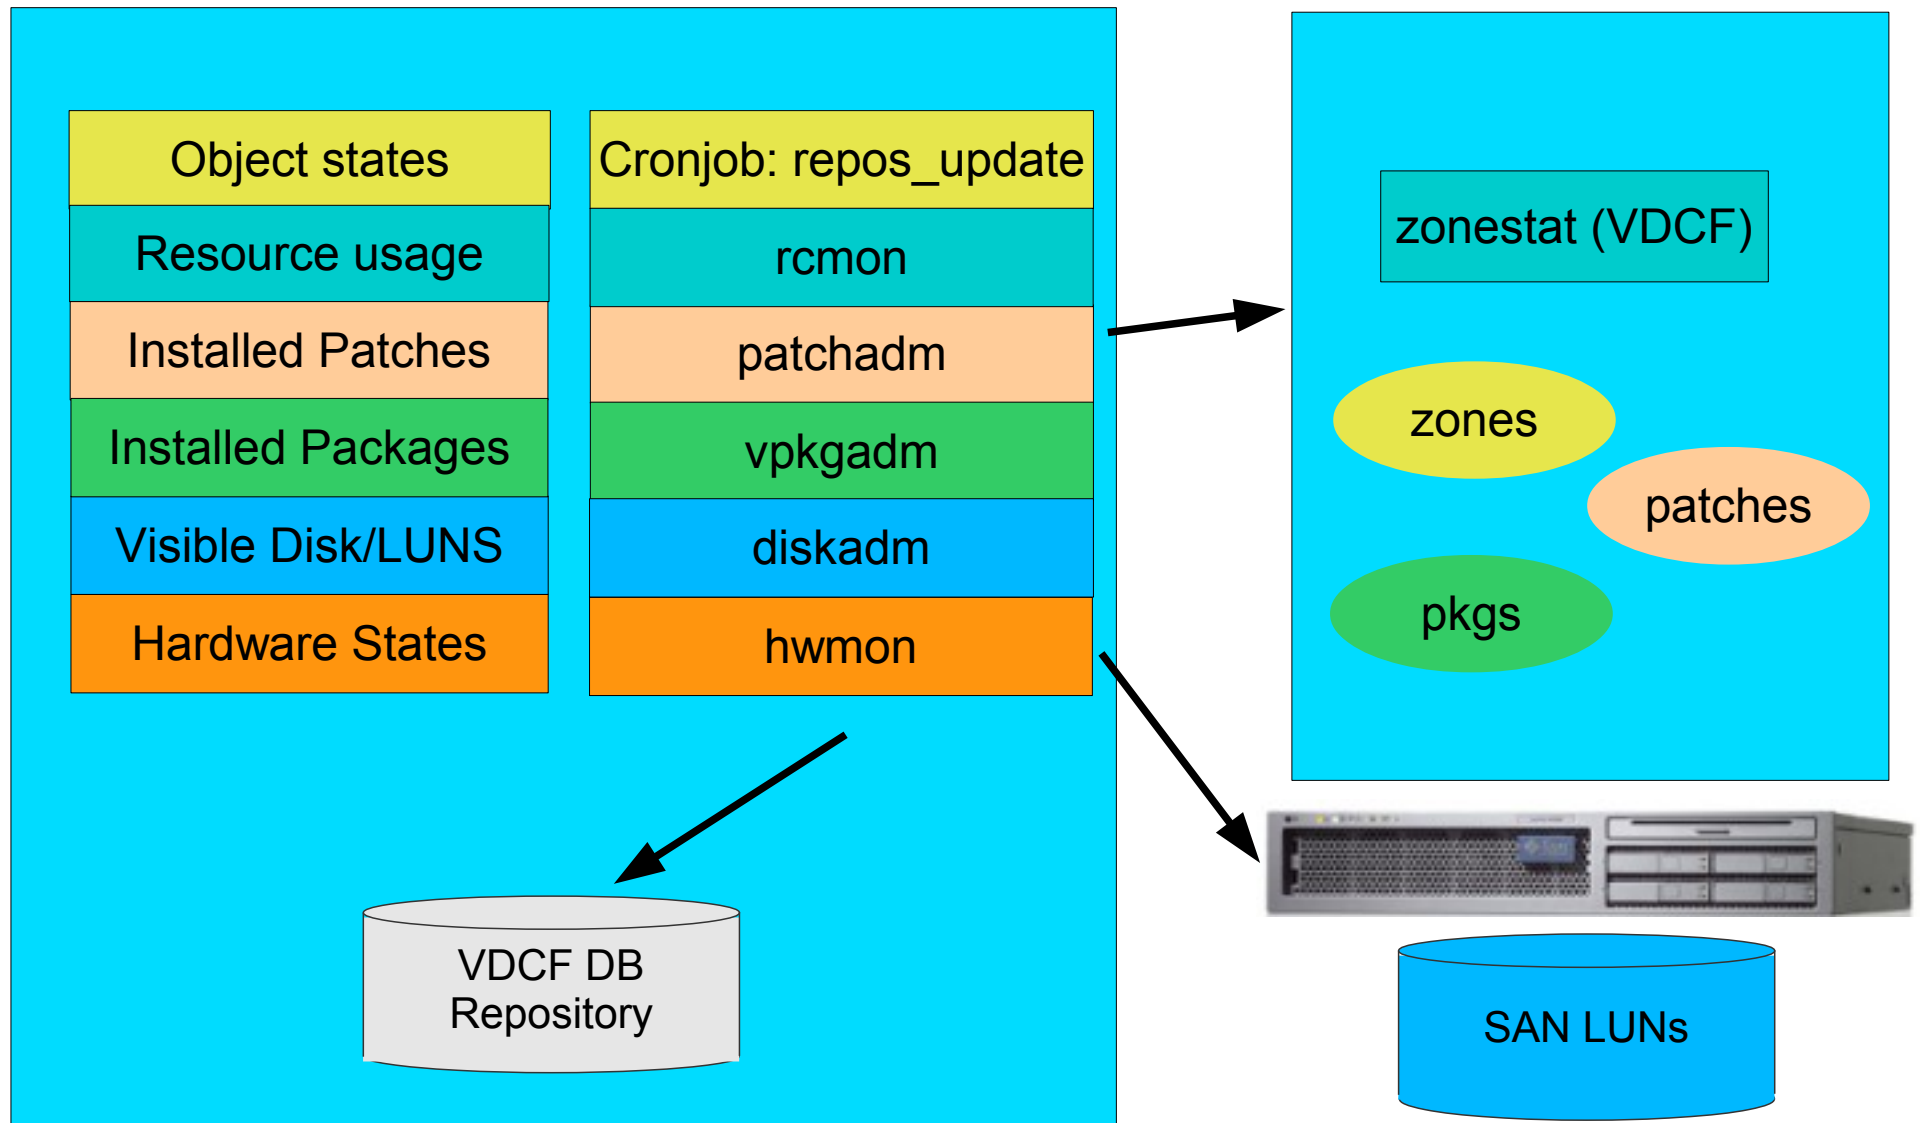 Object states
Cronjob: repos_update
Resource usage
rcmon
Installed Patches
patchadm
Installed Packages
vpkgadm
Visible Disk/LUNS
diskadm
Hardware States
hwmon
VDCF DB
Repository
zonestat (VDCF)
zones
patches
pkgs
SAN LUNs